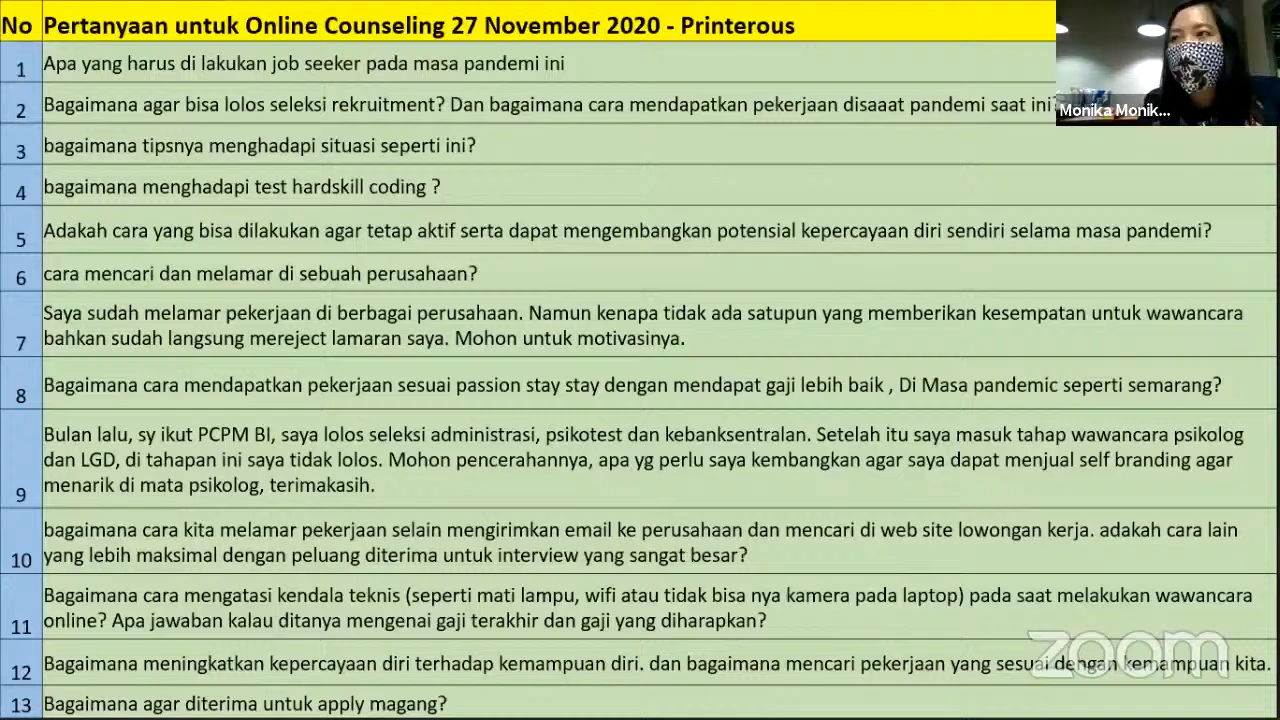 No Pertanyaan untuk Online Counseling 27 November 2020 - Printerous
1 Apa yang harus di lakukan job seeker pada masa pandemi ini
2 Bagaimana agar bisa lolos seleksi rekruitment? Dan bagaimana cara mendapatkan pekerjaan disaaat pandemi saat ini?
Monika Monik...
3 bagaimana tipsnya menghadapi situasi seperti ini?
4 bagaimana menghadapi test hardskill coding ?
5 Adakah cara yang bisa dilakukan agar tetap aktif serta dapat mengembangkan potensial kepercayaan diri sendiri selama masa pandemi?
6 cara mencari dan melamar di sebuah perusahaan?
Saya sudah melamar pekerjaan di berbagai perusahaan. Namun kenapa tidak ada satupun yang memberikan kesempatan untuk wawancara
7 bahkan sudah langsung mereject lamaran saya. Mohon untuk motivasinya.
8 Bagaimana cara mendapatkan pekerjaan sesuai passion stay stay dengan mendapat gaji lebih baik , Di Masa pandemic seperti semarang?
Bulan lalu, sy ikut PCPM BI, saya lolos seleksi administrasi, psikotest dan kebanksentralan. Setelah itu saya masuk tahap wawancara psikolog
dan LGD, di tahapan ini saya tidak lolos. Mohon pencerahannya, apa yg perlu saya kembangkan agar saya dapat menjual self branding agar
9 menarik di mata psikolog, terimakasih.
bagaimana cara kita melamar pekerjaan selain mengirimkan email ke perusahaan dan mencari di web site lowongan kerja. adakah cara lain
10 yang lebih maksimal dengan peluang diterima untuk interview yang sangat besar?
Bagaimana cara mengatasi kendala teknis (seperti mati lampu, wifi atau tidak bisa nya kamera pada laptop) pada saat melakukan wawancara
11 online? Apa jawaban kalau ditanya mengenai gaji terakhir dan gaji yang diharapkan?
12 Bagaimana meningkatkan kepercayaan diri terhadap kemampuan diri. dan bagaimana mencari pekerjaan yang sesuai dengan kemampuan kita.
zoom
13 Bagaimana agar diterima untuk apply magang?